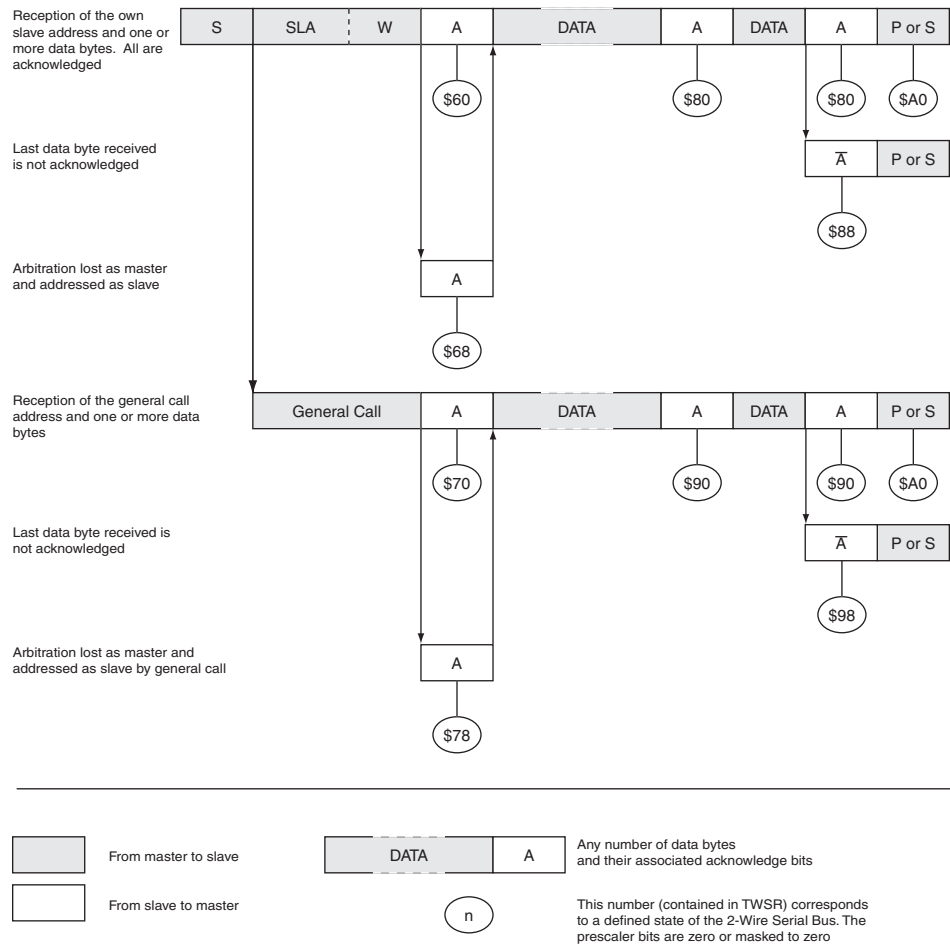 Reception of the own
slave address and one or
more data bytes. All are
acknowledged
S SLA W A DATA A DATA A P or S
$60 $80 $80 $A0
Last data byte received
is not acknowledged
A̅ P or S
$88
Arbitration lost as master
and addressed as slave
A
$68
Reception of the general call
address and one or more data
bytes
General Call A DATA A DATA A P or S
$70 $90 $90 $A0
Last data byte received is
not acknowledged
A̅ P or S
$98
Arbitration lost as master and
addressed as slave by general call
A
$78
From master to slave
DATA A
Any number of data bytes
and their associated acknowledge bits
From slave to master
n
This number (contained in TWSR) corresponds
to a defined state of the 2-Wire Serial Bus. The
prescaler bits are zero or masked to zero